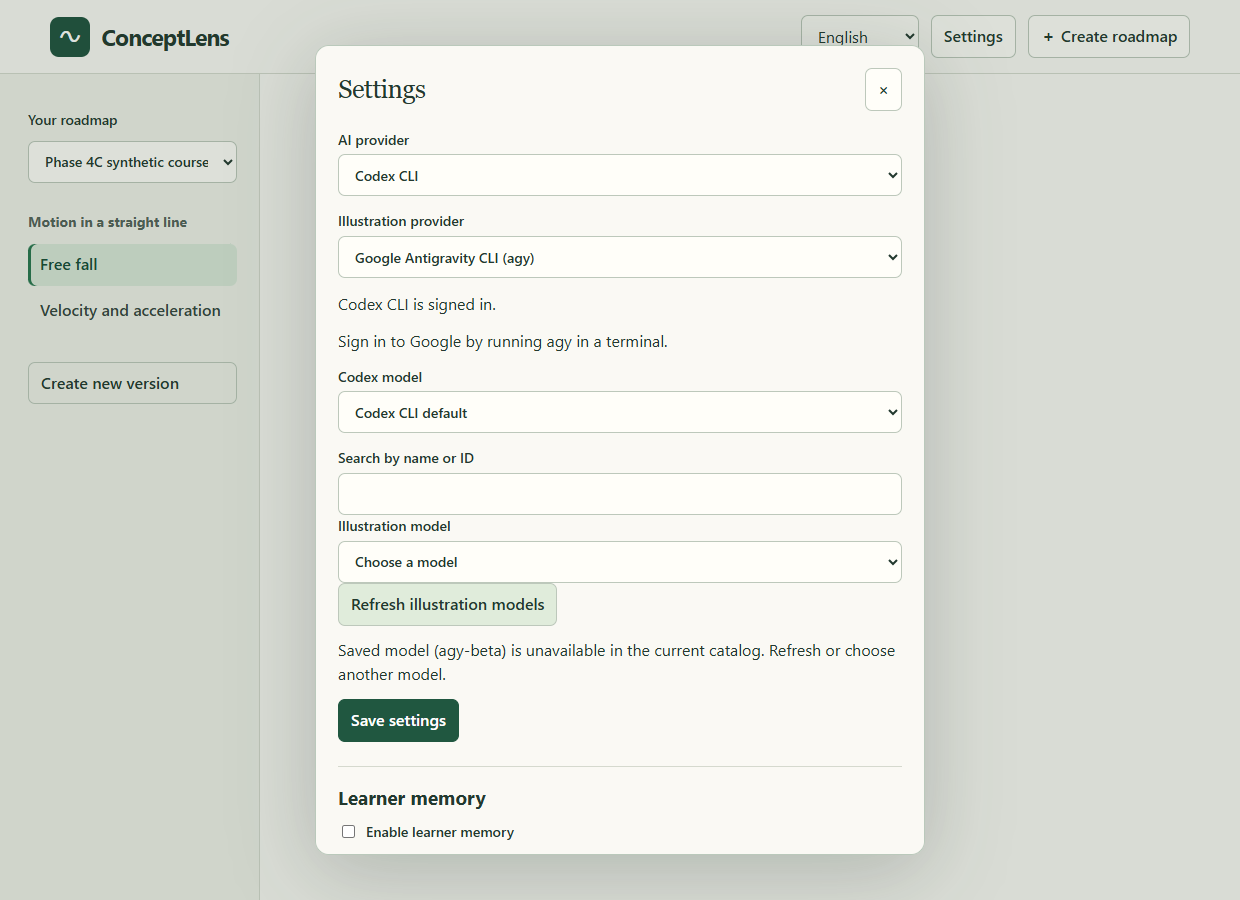 ConceptLens
English
Settings
+ Create roadmap
Your roadmap
Phase 4C synthetic course
Motion in a straight line
Free fall
Velocity and acceleration
Create new version
Settings
×
AI provider
Codex CLI
Illustration provider
Google Antigravity CLI (agy)
Codex CLI is signed in.
Sign in to Google by running agy in a terminal.
Codex model
Codex CLI default
Search by name or ID
Illustration model
Choose a model
Refresh illustration models
Saved model (agy-beta) is unavailable in the current catalog. Refresh or choose
another model.
Save settings
Learner memory
Enable learner memory